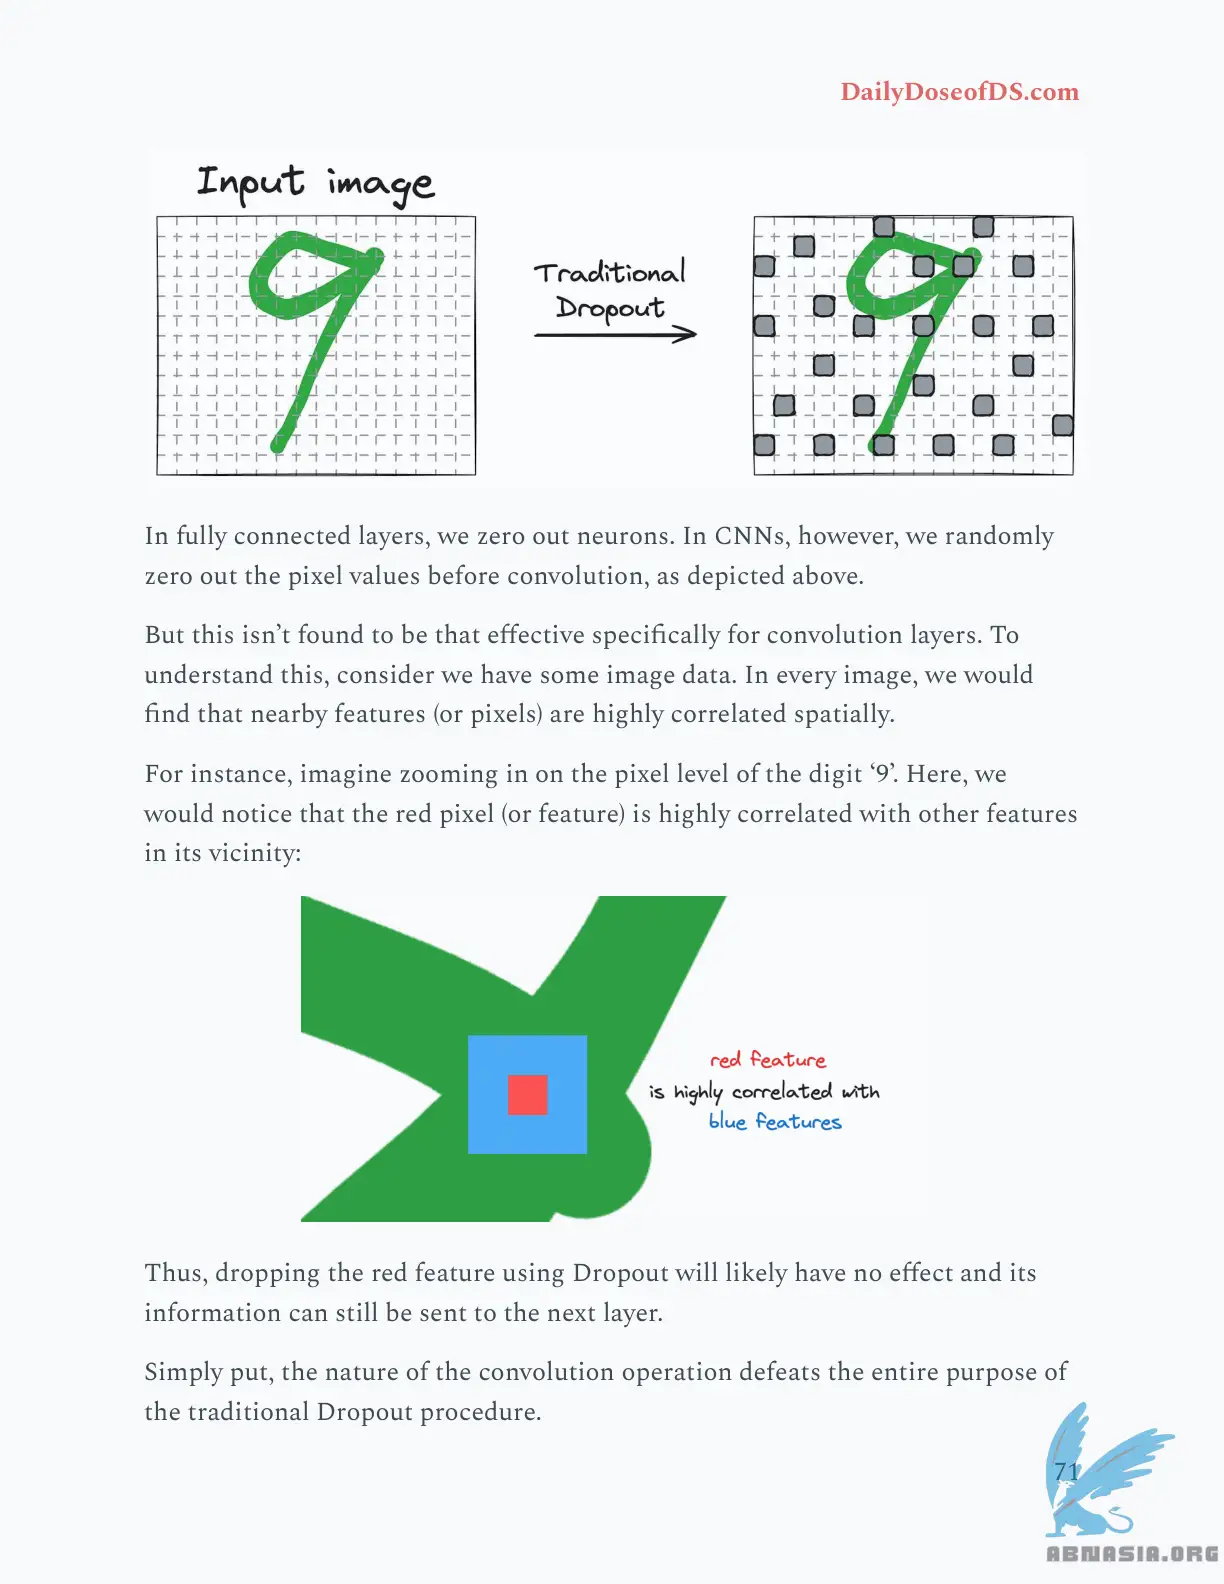 DailyDoseofDS.com
Input image
Traditional
Dropout
In fully connected layers, we zero out neurons. In CNNs, however, we randomly
zero out the pixel values before convolution, as depicted above.
But this isn’t found to be that effective specifically for convolution layers. To
understand this, consider we have some image data. In every image, we would
find that nearby features (or pixels) are highly correlated spatially.
For instance, imagine zooming in on the pixel level of the digit ‘9’. Here, we
would notice that the red pixel (or feature) is highly correlated with other features
in its vicinity:
red feature
is highly correlated with
blue features
Thus, dropping the red feature using Dropout will likely have no effect and its
information can still be sent to the next layer.
Simply put, the nature of the convolution operation defeats the entire purpose of
the traditional Dropout procedure.
71
ABNASIA.ORG